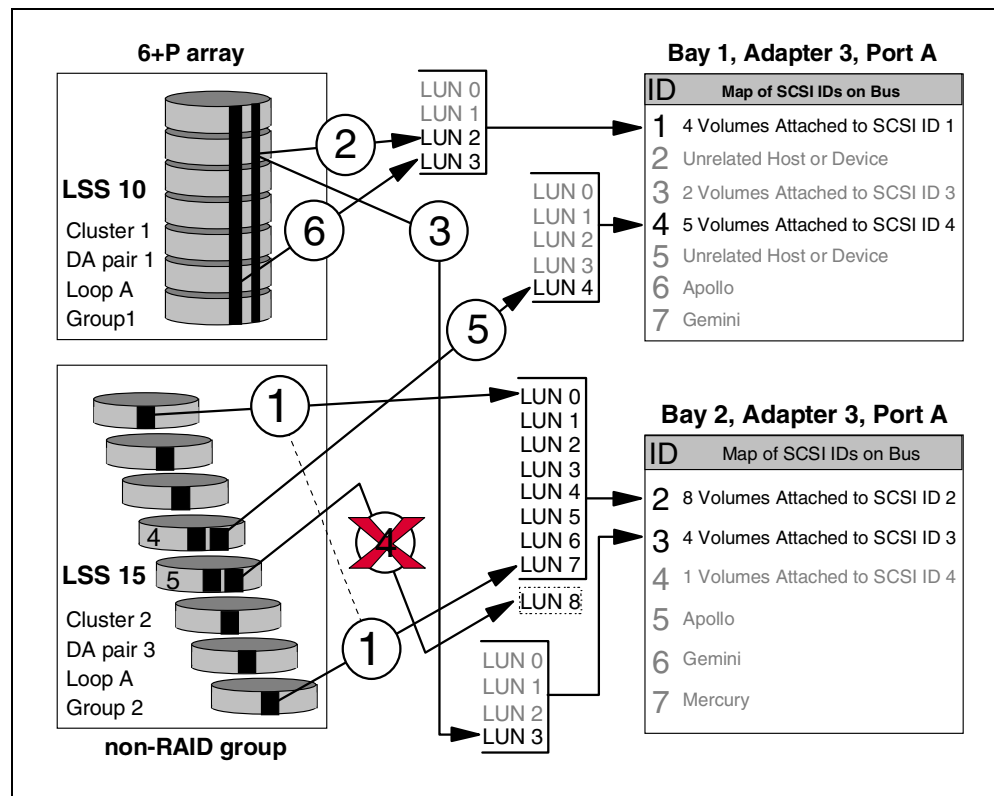 6+P array
LSS 10
Cluster 1
DA pair 1
Loop A
Group1
2
6
3
5
LUN 0
LUN 1
LUN 2
LUN 3
LUN 0
LUN 1
LUN 2
LUN 3
LUN 4
Bay 1, Adapter 3, Port A
ID Map of SCSI IDs on Bus
1 4 Volumes Attached to SCSI ID 1
2 Unrelated Host or Device
3 2 Volumes Attached to SCSI ID 3
4 5 Volumes Attached to SCSI ID 4
5 Unrelated Host or Device
6 Apollo
7 Gemini
4
5
LSS 15
Cluster 2
DA pair 3
Loop A
Group 2
non-RAID group
1
4
1
LUN 0
LUN 1
LUN 2
LUN 3
LUN 4
LUN 5
LUN 6
LUN 7
LUN 8
LUN 0
LUN 1
LUN 2
LUN 3
Bay 2, Adapter 3, Port A
ID Map of SCSI IDs on Bus
2 8 Volumes Attached to SCSI ID 2
3 4 Volumes Attached to SCSI ID 3
4 1 Volumes Attached to SCSI ID 4
5 Apollo
6 Gemini
7 Mercury